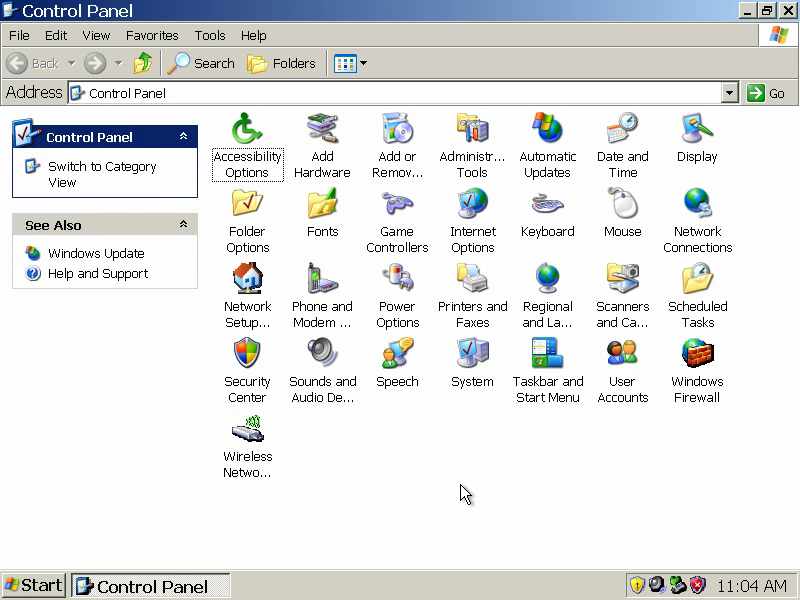 Control Panel
File Edit View Favorites Tools Help
Back Search Folders
Address Control Panel Go
Control Panel
Switch to Category
View
See Also
Windows Update
Help and Support
Accessibility
Options
Add
Hardware
Add or
Remov...
Administr...
Tools
Automatic
Updates
Date and
Time
Display
Folder
Options
Fonts
Game
Controllers
Internet
Options
Keyboard
Mouse
Network
Connections
Network
Setup...
Phone and
Modem ...
Power
Options
Printers and
Faxes
Regional
and La...
Scanners
and Ca...
Scheduled
Tasks
Security
Center
Sounds and
Audio De...
Speech
System
Taskbar and
Start Menu
User
Accounts
Windows
Firewall
Wireless
Netwo...
Start Control Panel 11:04 AM